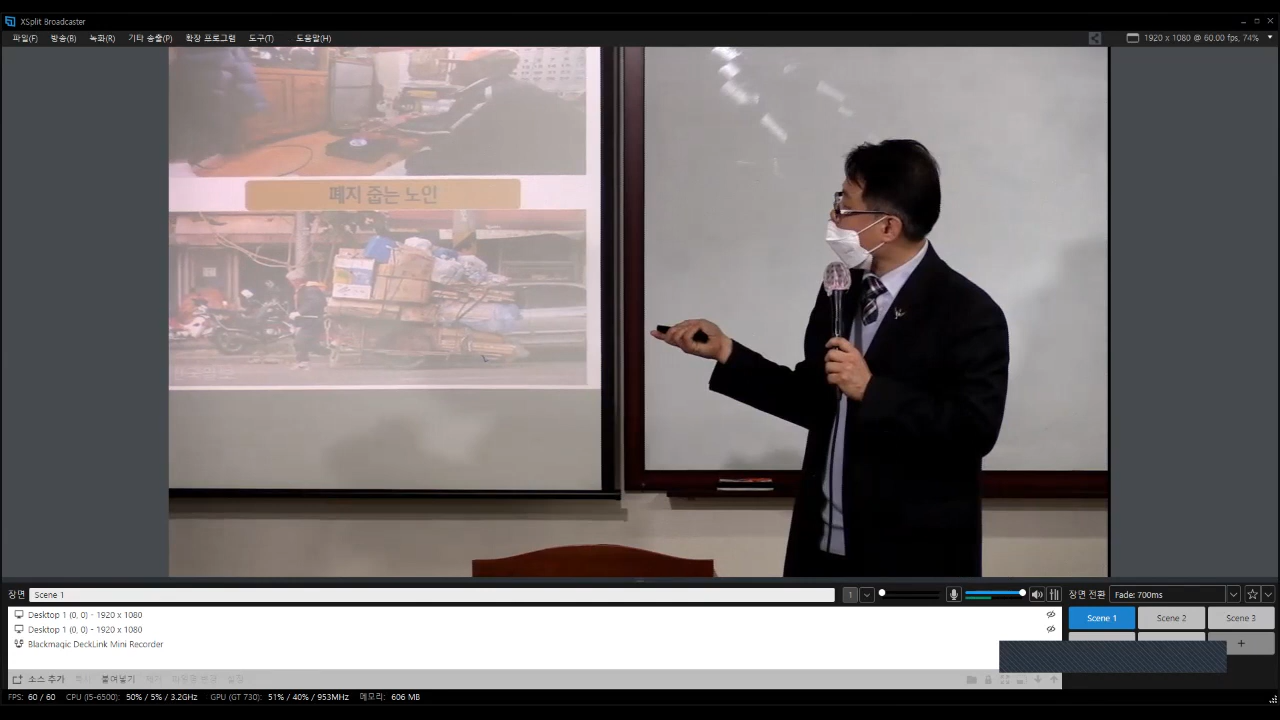 XSplit Broadcaster
파일(F) 방송(B) 녹화(R) 기타 송출(P) 확장 프로그램 도구(T) 도움말(H)
1920 x 1080 @ 60.00 fps, 74%
폐지 줍는 노인
장면 Scene 1
1
장면 전환 Fade: 700ms
Desktop 1 (0, 0) - 1920 x 1080
Desktop 1 (0, 0) - 1920 x 1080
Blackmagic DeckLink Mini Recorder
Scene 1 Scene 2 Scene 3
+
소스 추가 복사 붙여넣기 제거
FPS: 60 / 60 CPU (I5-6500): 50% / 5% / 3.2GHz GPU (GT 730): 51% / 40% / 953MHz 메모리: 606 MB